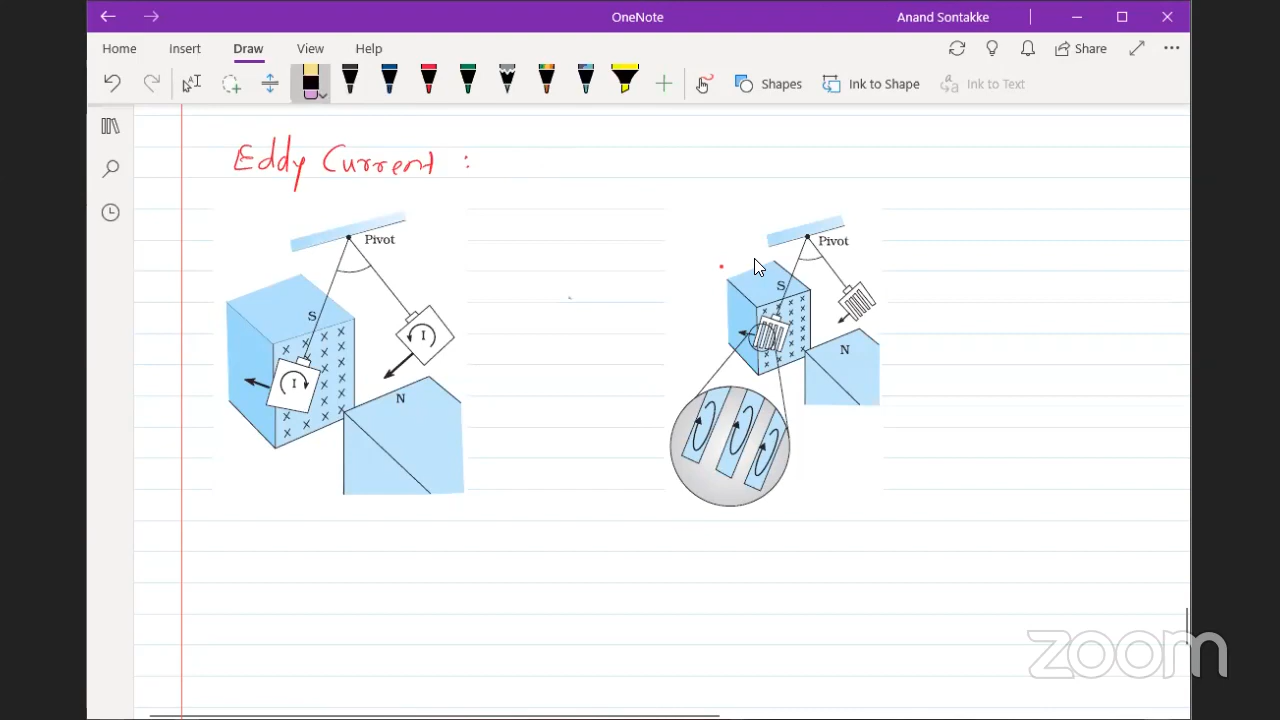 OneNote
Anand Sontakke
Home Insert Draw View Help
Share
Shapes
Ink to Shape
Ink to Text
Eddy Current :
Pivot
S
I
I
N
Pivot
S
N
zoom